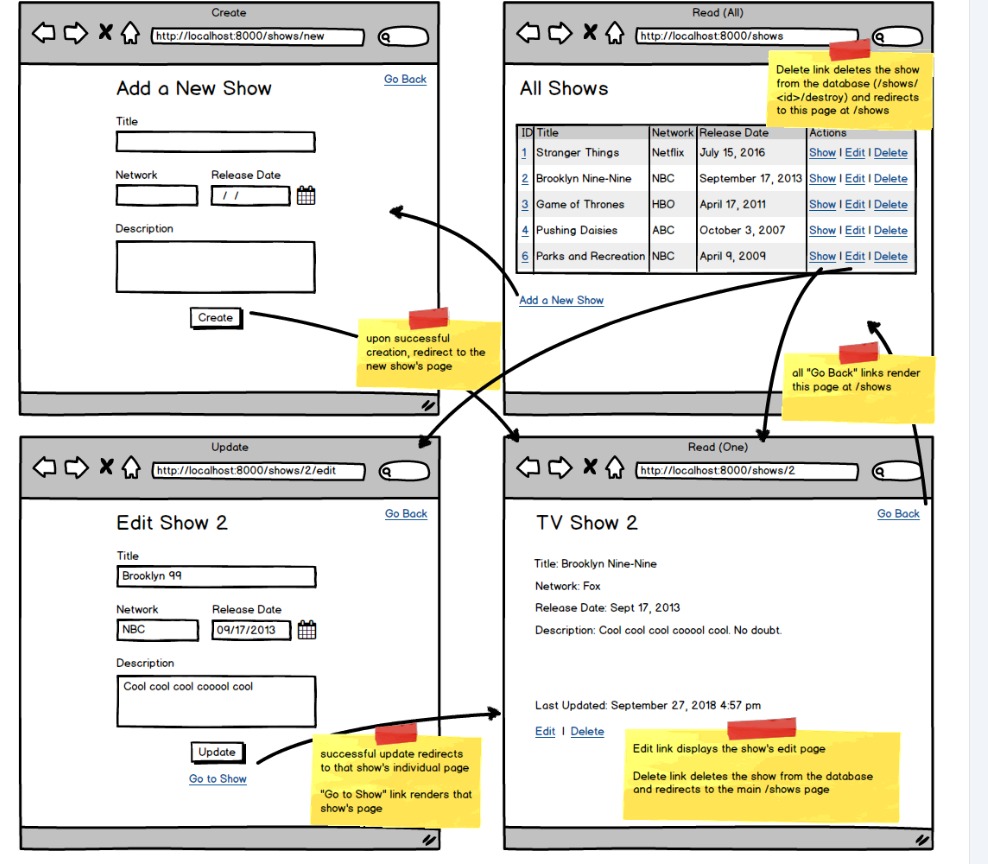 Create
http://localhost:8000/shows/new
Go Back
Add a New Show
Title
Network Release Date
/ /
Description
Create
upon successful
creation, redirect to the
new show's page
Read (All)
http://localhost:8000/shows
Delete link deletes the show
from the database (/shows/
<id>/destroy) and redirects
to this page at /shows
All Shows
ID Title Network Release Date Actions
1 Stranger Things Netflix July 15, 2016 Show | Edit | Delete
2 Brooklyn Nine-Nine NBC September 17, 2013 Show | Edit | Delete
3 Game of Thrones HBO April 17, 2011 Show | Edit | Delete
4 Pushing Daisies ABC October 3, 2007 Show | Edit | Delete
6 Parks and Recreation NBC April 9, 2009 Show | Edit | Delete
Add a New Show
all "Go Back" links render
this page at /shows
Update
http://localhost:8000/shows/2/edit
Go Back
Edit Show 2
Title
Brooklyn 99
Network Release Date
NBC 09/17/2013
Description
Cool cool cool cooool cool
Update
Go to Show
successful update redirects
to that show's individual page
"Go to Show" link renders that
show's page
Read (One)
http://localhost:8000/shows/2
Go Back
TV Show 2
Title: Brooklyn Nine-Nine
Network: Fox
Release Date: Sept 17, 2013
Description: Cool cool cool cooool cool. No doubt.
Last Updated: September 27, 2018 4:57 pm
Edit | Delete
Edit link displays the show's edit page
Delete link deletes the show from the database
and redirects to the main /shows page